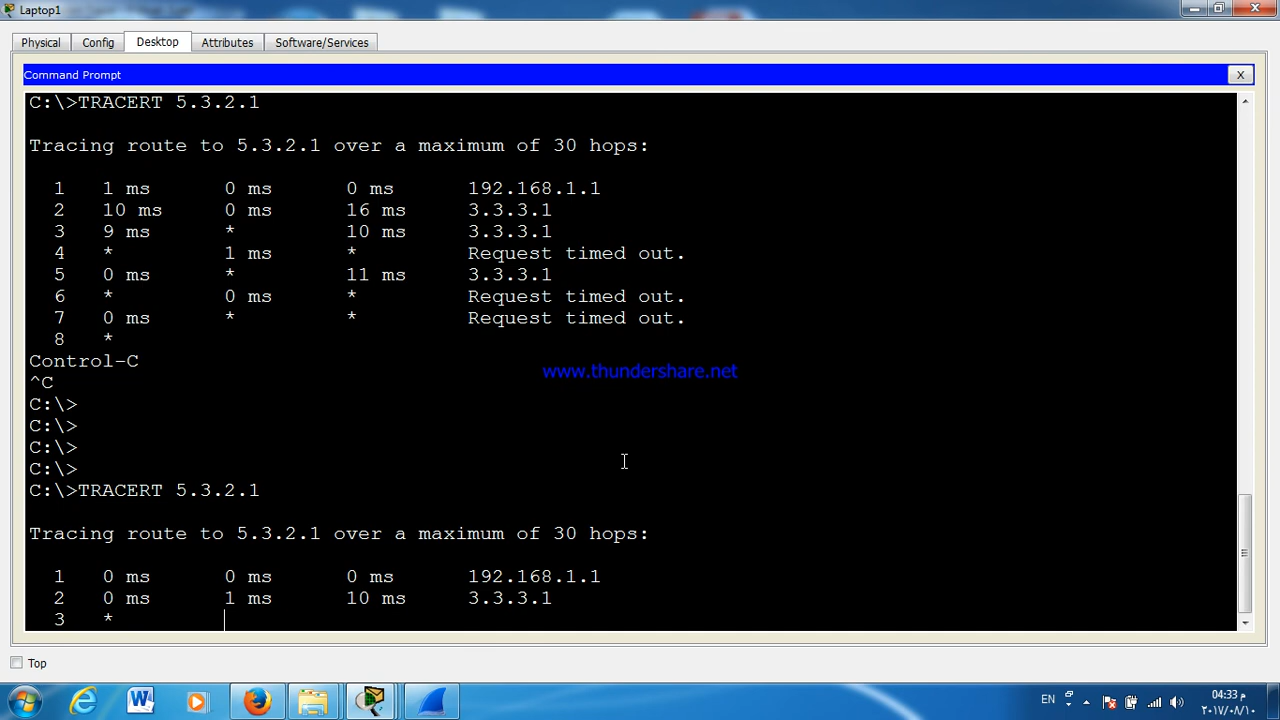 Laptop1
Physical Config Desktop Attributes Software/Services
Command Prompt X
C:\>TRACERT 5.3.2.1
Tracing route to 5.3.2.1 over a maximum of 30 hops:
1 1 ms 0 ms 0 ms 192.168.1.1
2 10 ms 0 ms 16 ms 3.3.3.1
3 9 ms * 10 ms 3.3.3.1
4 * 1 ms * Request timed out.
5 0 ms * 11 ms 3.3.3.1
6 * 0 ms * Request timed out.
7 0 ms * * Request timed out.
8 *
Control-C
www.thundershare.net
^C
C:\>
C:\>
C:\>
C:\>
C:\>TRACERT 5.3.2.1
Tracing route to 5.3.2.1 over a maximum of 30 hops:
1 0 ms 0 ms 0 ms 192.168.1.1
2 0 ms 1 ms 10 ms 3.3.3.1
3 *
Top
EN
04:33 م
٢٠١٧/٠٨/١٠